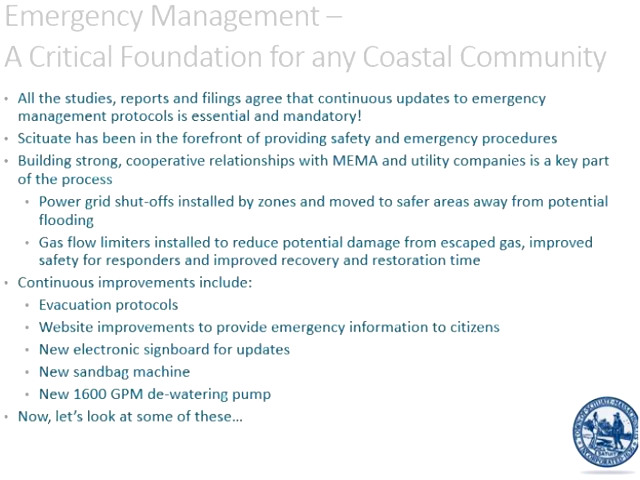 Emergency Management –
A Critical Foundation for any Coastal Community
• All the studies, reports and filings agree that continuous updates to emergency
management protocols is essential and mandatory!
• Scituate has been in the forefront of providing safety and emergency procedures
• Building strong, cooperative relationships with MEMA and utility companies is a key part
of the process
• Power grid shut-offs installed by zones and moved to safer areas away from potential
flooding
• Gas flow limiters installed to reduce potential damage from escaped gas, improved
safety for responders and improved recovery and restoration time
• Continuous improvements include:
• Evacuation protocols
• Website improvements to provide emergency information to citizens
• New electronic signboard for updates
• New sandbag machine
• New 1600 GPM de-watering pump
• Now, let's look at some of these…